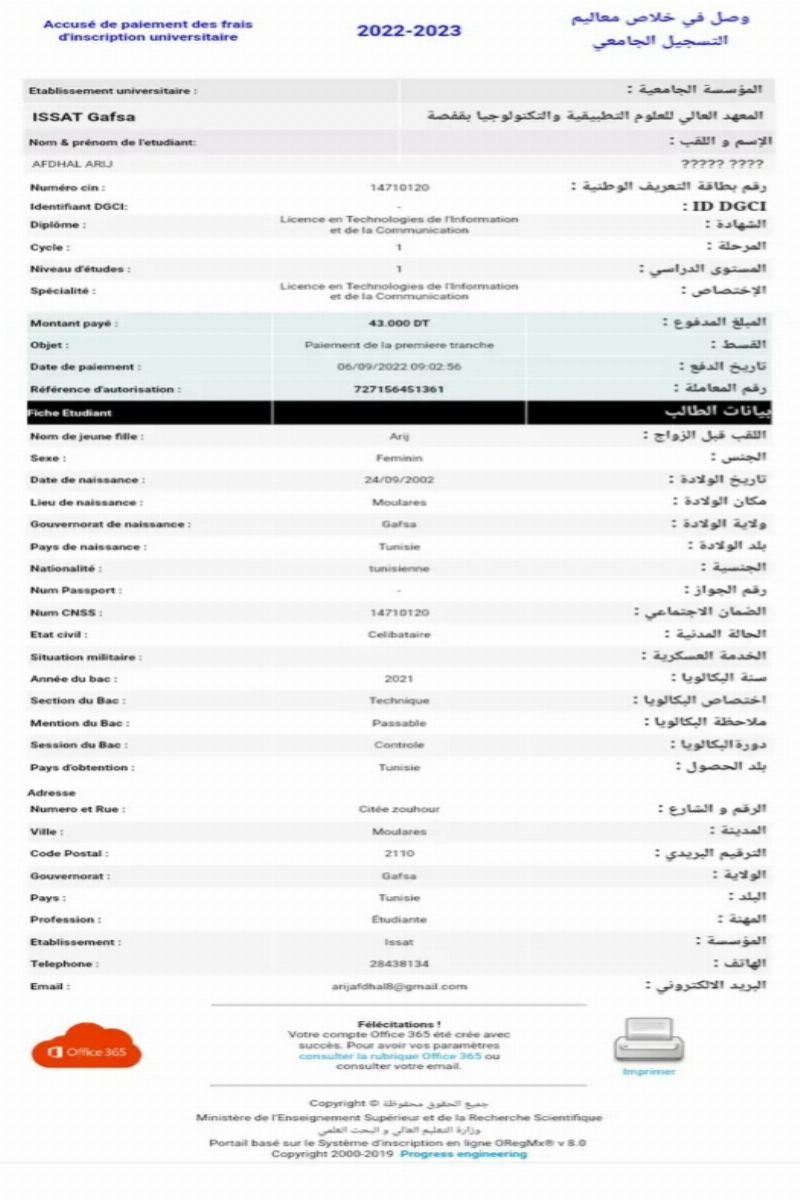 Accusé de paiement des frais d'inscription universitaire
2022-2023
وصل في خلاص معاليم التسجيل الجامعي
Etablissement universitaire : المؤسسة الجامعية :
ISSAT Gafsa المعهد العالي للعلوم التطبيقية والتكنولوجيا بقفصة
Nom & prénom de l'etudiant: الإسم و اللقب :
AFDHAL ARIJ ????? ????
Numéro cin : 14710120 رقم بطاقة التعريف الوطنية :
Identifiant DGCI: - ID DGCI :
Diplôme : Licence en Technologies de l'Information et de la Communication الشهادة :
Cycle : 1 المرحلة :
Niveau d'études : 1 المستوى الدراسي :
Spécialité : Licence en Technologies de l'Information et de la Communication الإختصاص :
Montant payé : 43.000 DT المبلغ المدفوع :
Objet : Paiement de la premiere tranche القسط :
Date de paiement : 06/09/2022 09:02:56 تاريخ الدفع :
Référence d'autorisation : 727156451361 رقم المعاملة :
Fiche Etudiant بيانات الطالب
Nom de jeune fille : Arij اللقب قبل الزواج :
Sexe : Feminin الجنس :
Date de naissance : 24/09/2002 تاريخ الولادة :
Lieu de naissance : Moulares مكان الولادة :
Gouvernorat de naissance : Gafsa ولاية الولادة :
Pays de naissance : Tunisie بلد الولادة :
Nationalité : tunisienne الجنسية :
Num Passport : - رقم الجواز :
Num CNSS : 14710120 الضمان الاجتماعي :
Etat civil : Celibataire الحالة المدنية :
Situation militaire : الخدمة العسكرية :
Année du bac : 2021 سنة البكالويا :
Section du Bac : Technique اختصاص البكالويا :
Mention du Bac : Passable ملاحظة البكالويا :
Session du Bac : Controle دورة البكالويا :
Pays d'obtention : Tunisie بلد الحصول :
Adresse
Numero et Rue : Citée zouhour الرقم و الشارع :
Ville : Moulares المدينة :
Code Postal : 2110 الترقيم البريدي :
Gouvernorat : Gafsa الولاية :
Pays : Tunisie البلد :
Profession : Étudiante المهنة :
Etablissement : Issat المؤسسة :
Telephone : 28438134 الهاتف :
Email : arijafdhal8@gmail.com البريد الالكتروني :
Office 365
Félécitations !
Votre compte Office 365 été crée avec
succès. Pour avoir vos paramètres
consulter la rubrique Office 365 ou
consulter votre email.
Imprimer
Copyright © جميع الحقوق محفوظة
Ministère de l'Enseignement Supérieur et de la Recherche Scientifique
وزارة التعليم العالي و البحث العلمي
Portail basé sur le Système d'inscription en ligne ORegMx® v 8.0
Copyright 2000-2019 Progress engineering